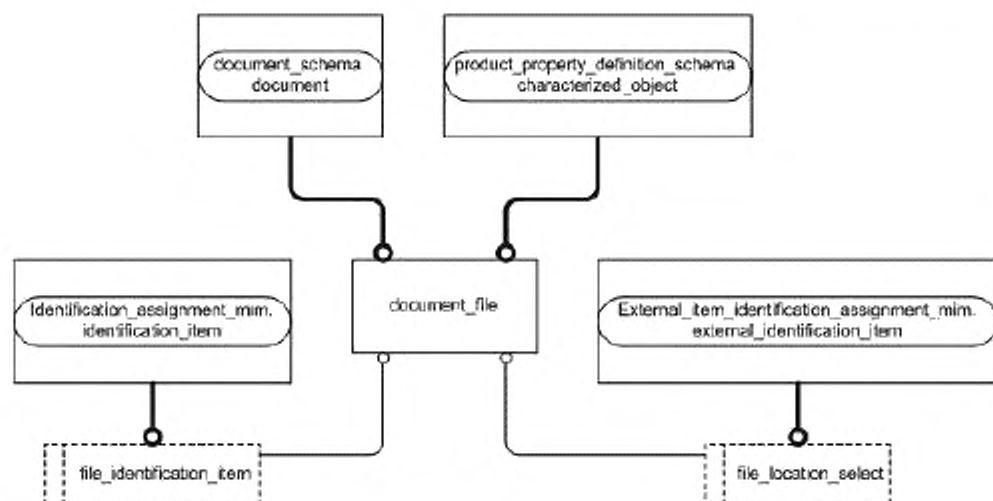 document_schema
document
product_property_definition_schema
characterized_object
Identification_assignment_mim.
identification_item
document_file
External_item_identification_assignment_mim.
external_identification_item
file_identification_item
file_location_select